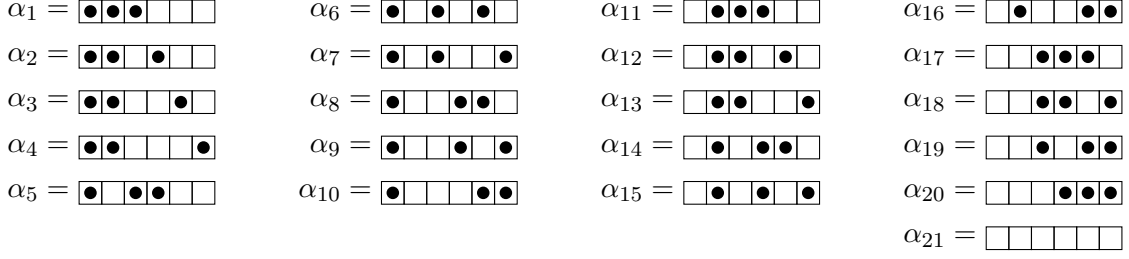 α1 = α6 = α11 = α16 =
α2 = α7 = α12 = α17 =
α3 = α8 = α13 = α18 =
α4 = α9 = α14 = α19 =
α5 = α10 = α15 = α20 =
α21 =